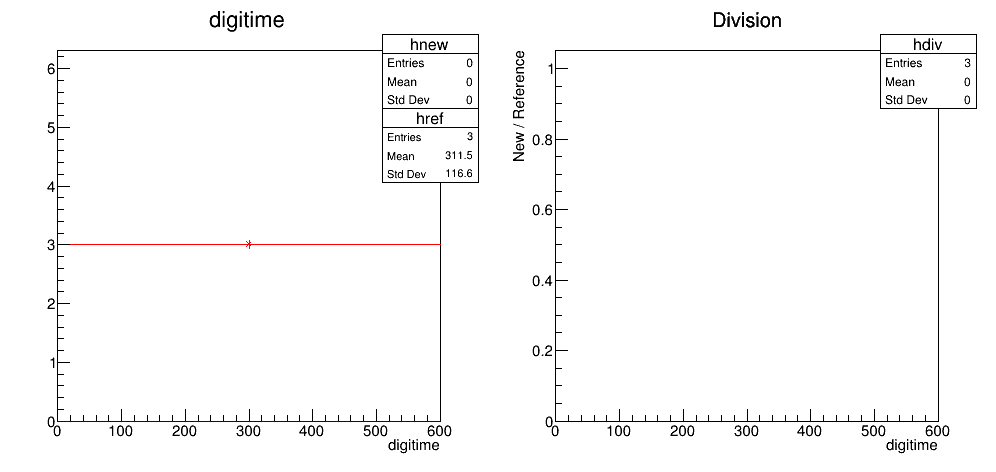 digitime
hnew
Entries 0
Mean 0
Std Dev 0
href
Entries 3
Mean 311.5
Std Dev 116.6
6
5
4
3
2
1
0
0 100 200 300 400 500 600
digitime
Division
hdiv
Entries 3
Mean 0
Std Dev 0
New / Reference
1
0.8
0.6
0.4
0.2
0
0 100 200 300 400 500 600
digitime